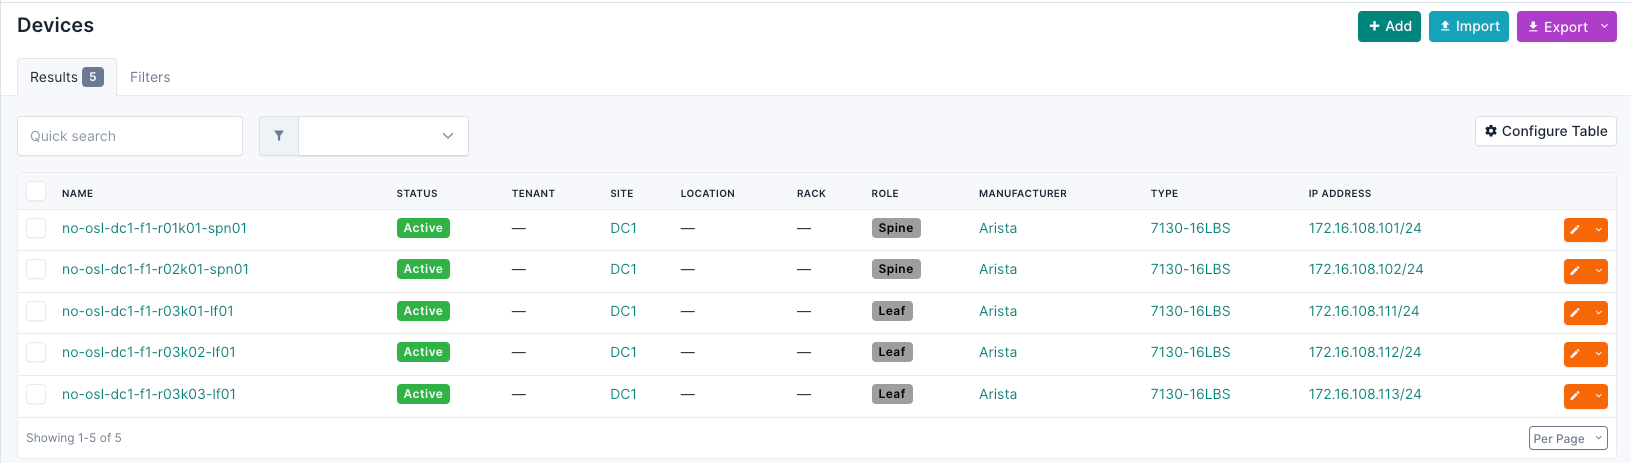 Devices
Add Import Export
Results 5 Filters
Quick search
Configure Table
NAME STATUS TENANT SITE LOCATION RACK ROLE MANUFACTURER TYPE IP ADDRESS
no-osl-dc1-f1-r01k01-spn01 Active — DC1 — — Spine Arista 7130-16LBS 172.16.108.101/24
no-osl-dc1-f1-r02k01-spn01 Active — DC1 — — Spine Arista 7130-16LBS 172.16.108.102/24
no-osl-dc1-f1-r03k01-lf01 Active — DC1 — — Leaf Arista 7130-16LBS 172.16.108.111/24
no-osl-dc1-f1-r03k02-lf01 Active — DC1 — — Leaf Arista 7130-16LBS 172.16.108.112/24
no-osl-dc1-f1-r03k03-lf01 Active — DC1 — — Leaf Arista 7130-16LBS 172.16.108.113/24
Showing 1-5 of 5 Per Page